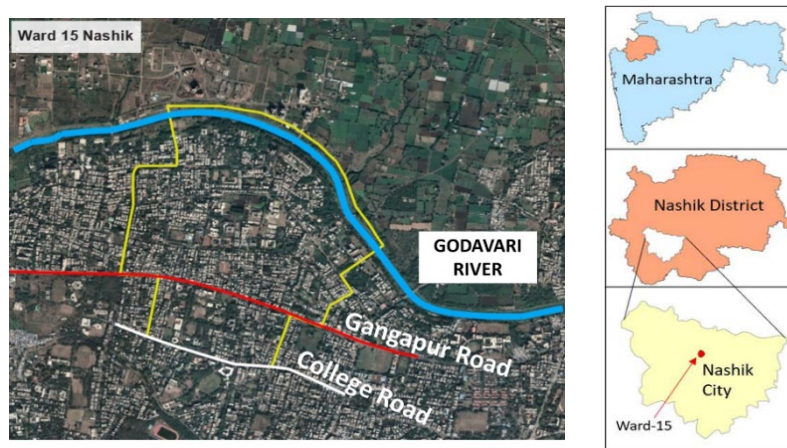 Ward 15 Nashik
GODAVARI
RIVER
Gangapur Road
College Road
Maharashtra
Nashik District
Nashik
City
Ward-15